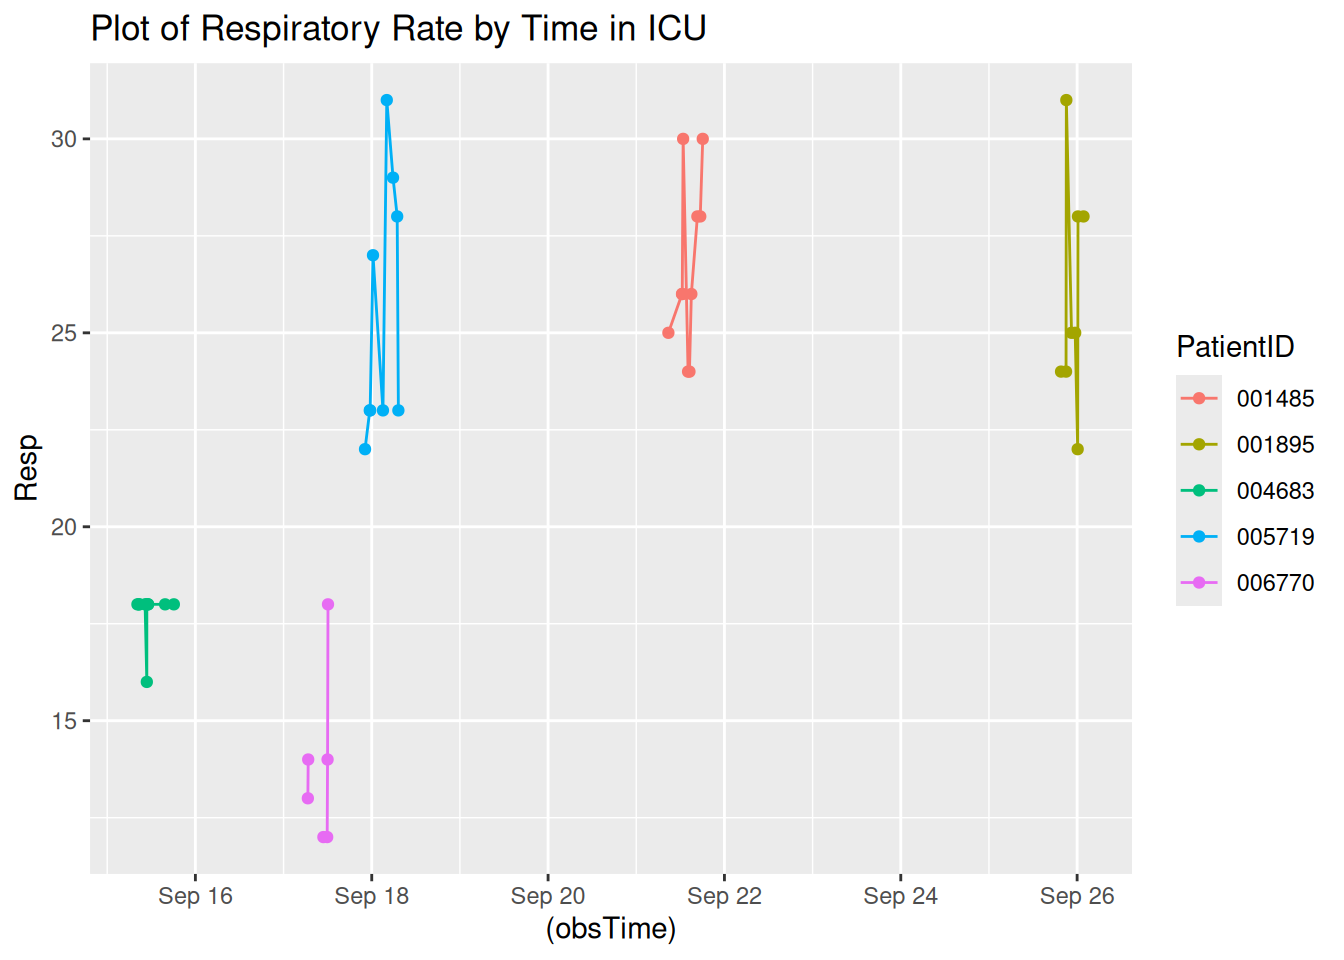 Plot of Respiratory Rate by Time in ICU
Resp
30
25
20
15
Sep 16 Sep 18 Sep 20 Sep 22 Sep 24 Sep 26
(obsTime)
PatientID
001485
001895
004683
005719
006770